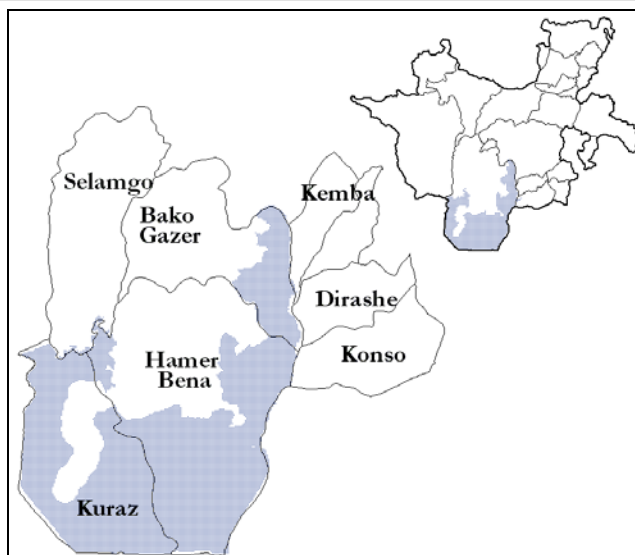 Selamgo
Kemba
Bako
Gazer
Dirashe
Konso
Hamer
Bena
Kuraz